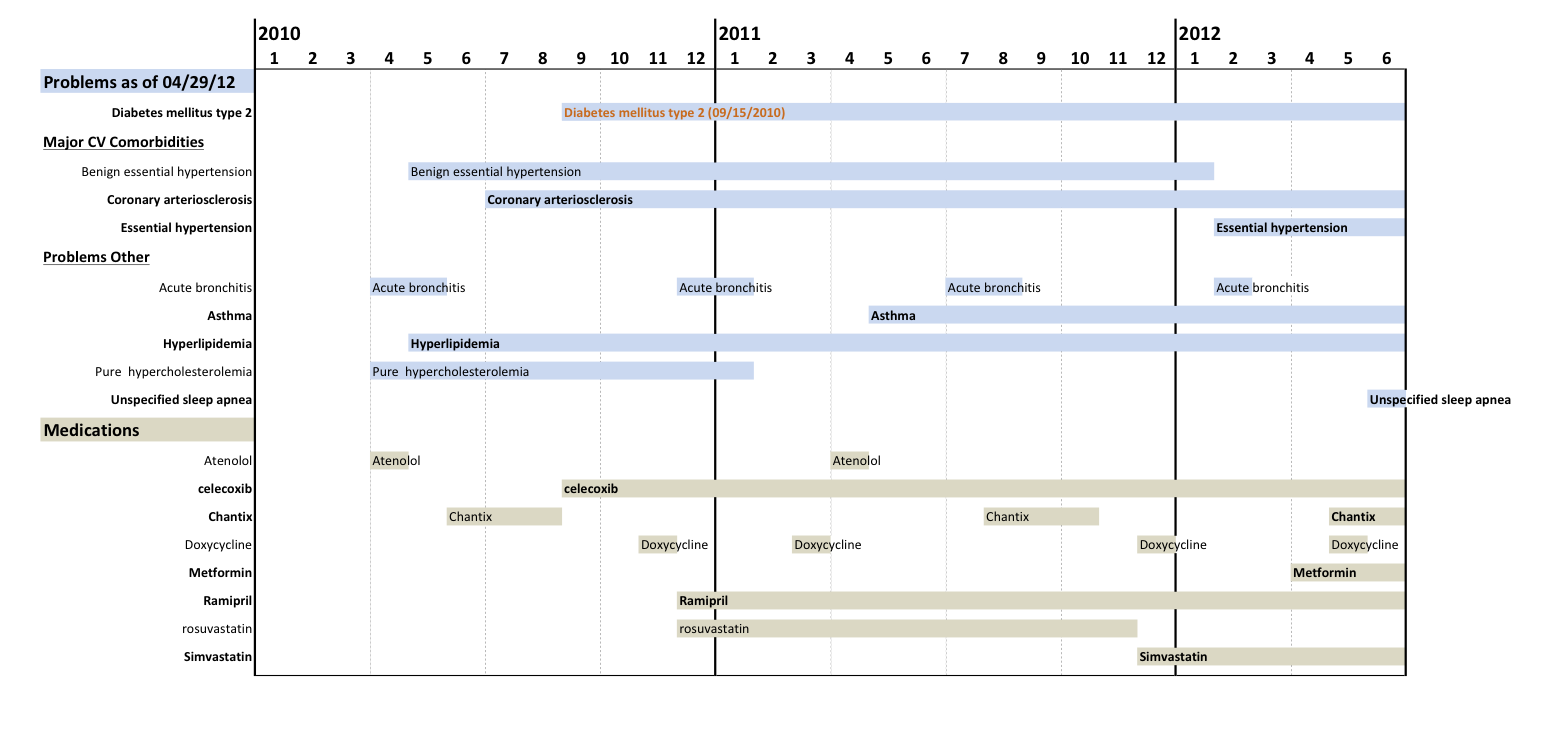 2010 2011 2012
1 2 3 4 5 6 7 8 9 10 11 12 1 2 3 4 5 6 7 8 9 10 11 12 1 2 3 4 5 6
Problems as of 04/29/12
Diabetes mellitus type 2 Diabetes mellitus type 2 (09/15/2010)
Major CV Comorbidities
Benign essential hypertension Benign essential hypertension
Coronary arteriosclerosis Coronary arteriosclerosis
Essential hypertension Essential hypertension
Problems Other
Acute bronchitis Acute bronchitis Acute bronchitis Acute bronchitis Acute bronchitis
Asthma Asthma
Hyperlipidemia Hyperlipidemia
Pure hypercholesterolemia Pure hypercholesterolemia
Unspecified sleep apnea Unspecified sleep apnea
Medications
Atenolol Atenolol Atenolol
celecoxib celecoxib
Chantix Chantix Chantix Chantix
Doxycycline Doxycycline Doxycycline Doxycycline Doxycycline
Metformin Metformin
Ramipril Ramipril
rosuvastatin rosuvastatin
Simvastatin Simvastatin